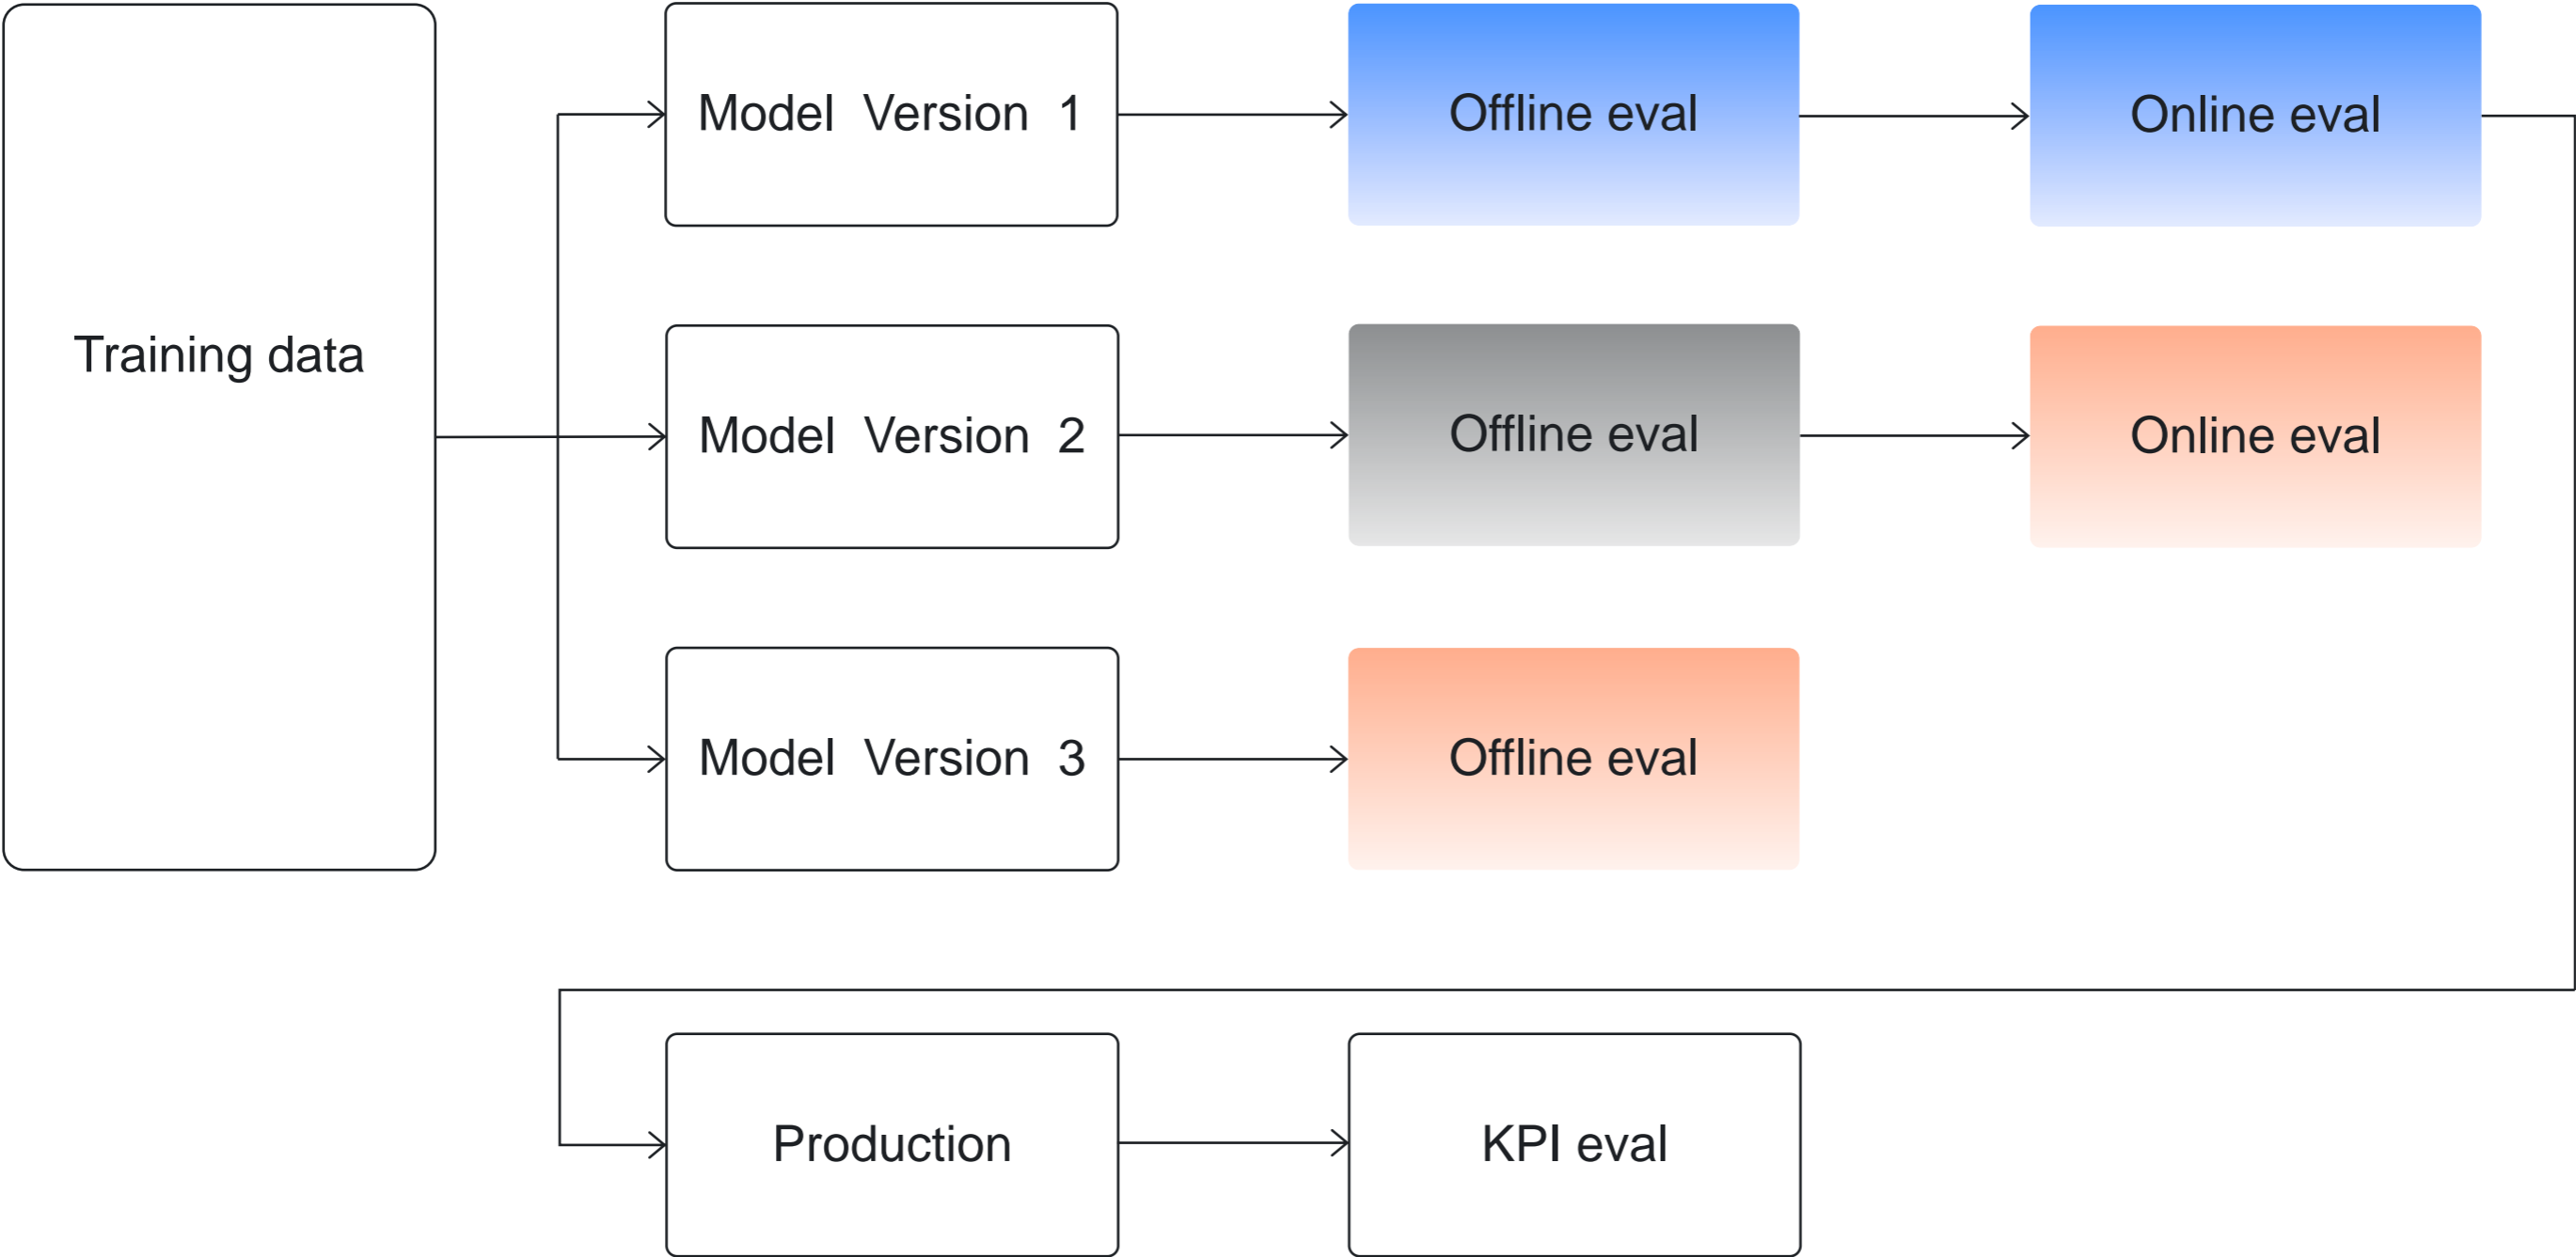 Training data
Model Version 1
Offline eval
Online eval
Model Version 2
Offline eval
Online eval
Model Version 3
Offline eval
Production
KPI eval